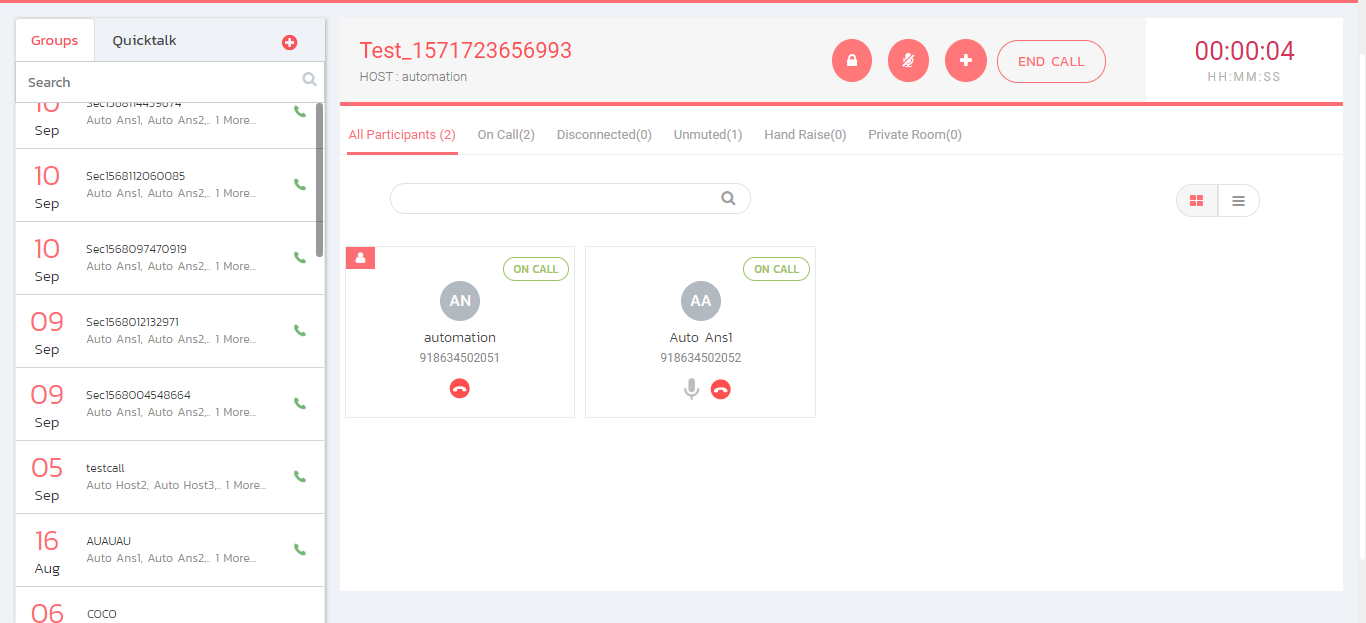 Groups
Quicktalk
Search
10
Sep
Auto Ans1, Auto Ans2,.. 1 More...
10
Sep
Sec1568112060085
Auto Ans1, Auto Ans2,.. 1 More...
10
Sep
Sec1568097470919
Auto Ans1, Auto Ans2,.. 1 More...
09
Sep
Sec1568012132971
Auto Ans1, Auto Ans2,.. 1 More...
09
Sep
Sec1568004548664
Auto Ans1, Auto Ans2,.. 1 More...
05
Sep
testcall
Auto Host2, Auto Host3,.. 1 More...
16
Aug
AUAUAU
Auto Ans1, Auto Ans2,.. 1 More...
06
COCO
Test_1571723656993
HOST : automation
END CALL
00:00:04
HH:MM:SS
All Participants (2)
On Call(2)
Disconnected(0)
Unmuted(1)
Hand Raise(0)
Private Room(0)
ON CALL
AN
automation
918634502051
ON CALL
AA
Auto Ans1
918634502052